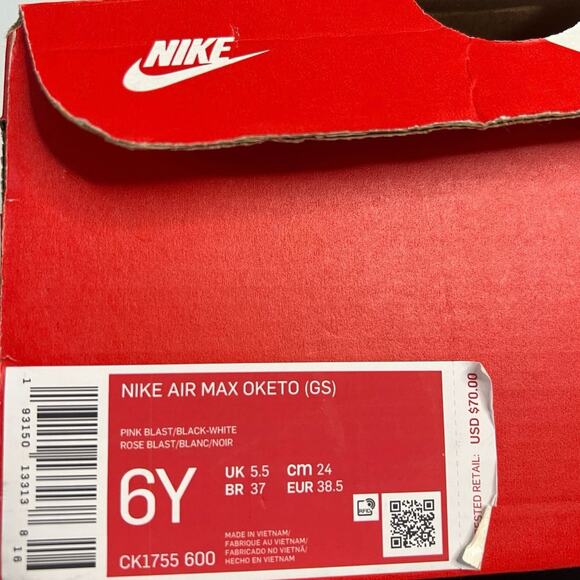 NIKE
NIKE AIR MAX OKETO (GS)
PINK BLAST/BLACK-WHITE
ROSE BLAST/BLANC/NOIR
6Y
UK 5.5 cm 24
BR 37 EUR 38.5
RFID
CK1755 600
MADE IN VIETNAM/
FABRIQUE AU VIETNAM/
FABRICADO NO VIETNÃ/
HECHO EN VIETNAM
1 93150 13313 8 16
ESTED RETAIL: USD $70.00